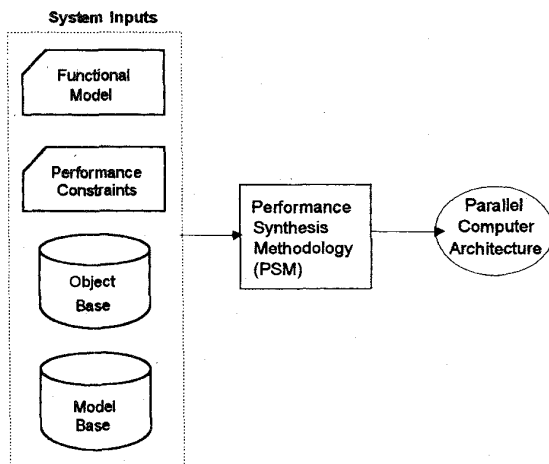 System Inputs
Functional
Model
Performance
Constraints
Object
Base
Model
Base
Performance
Synthesis
Methodology
(PSM)
Parallel
Computer
Architecture